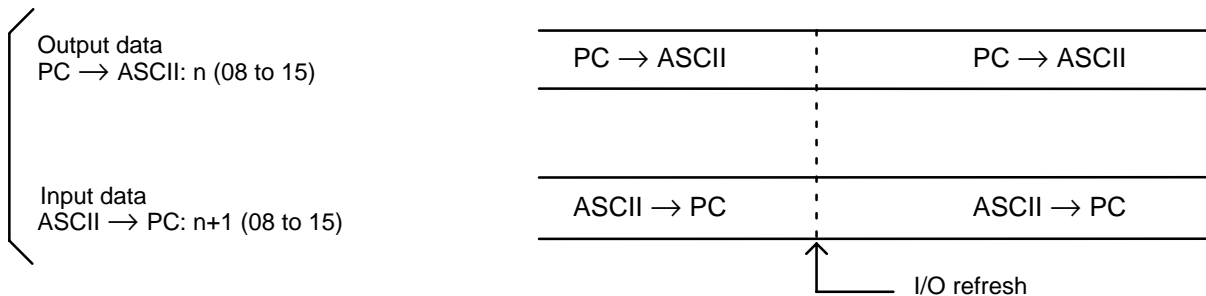 Output data
PC → ASCII: n (08 to 15)
PC → ASCII
PC → ASCII
Input data
ASCII → PC: n+1 (08 to 15)
ASCII → PC
ASCII → PC
I/O refresh